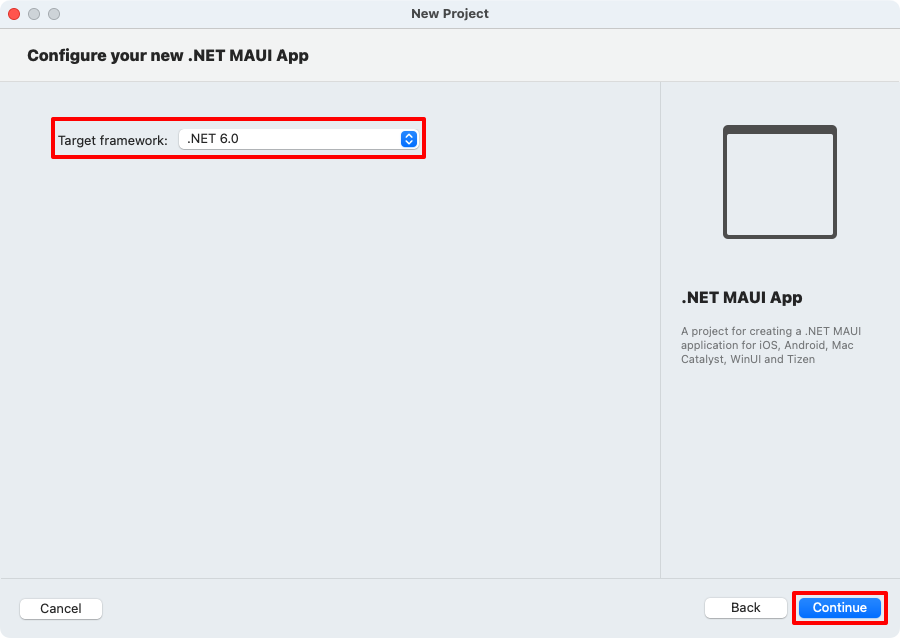 New Project
Configure your new .NET MAUI App
Target framework: .NET 6.0
.NET MAUI App
A project for creating a .NET MAUI
application for iOS, Android, Mac
Catalyst, WinUI and Tizen
Cancel Back Continue